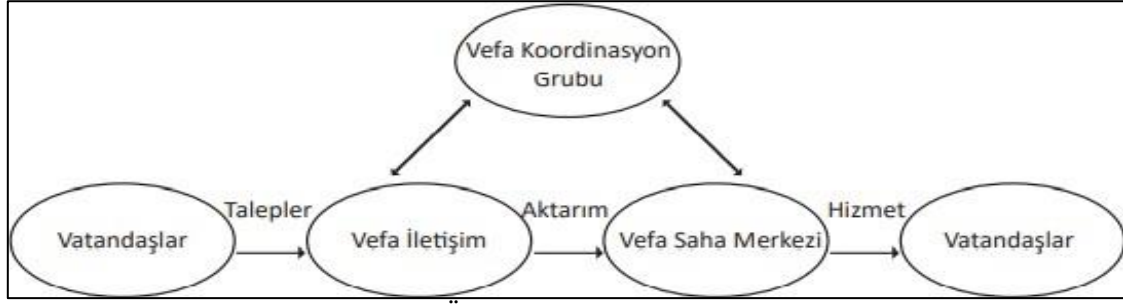 Vefa Koordinasyon
Grubu
Talepler
Aktarım
Hizmet
Vatandaşlar
Vefa İletişim
Vefa Saha Merkezi
Vatandaşlar